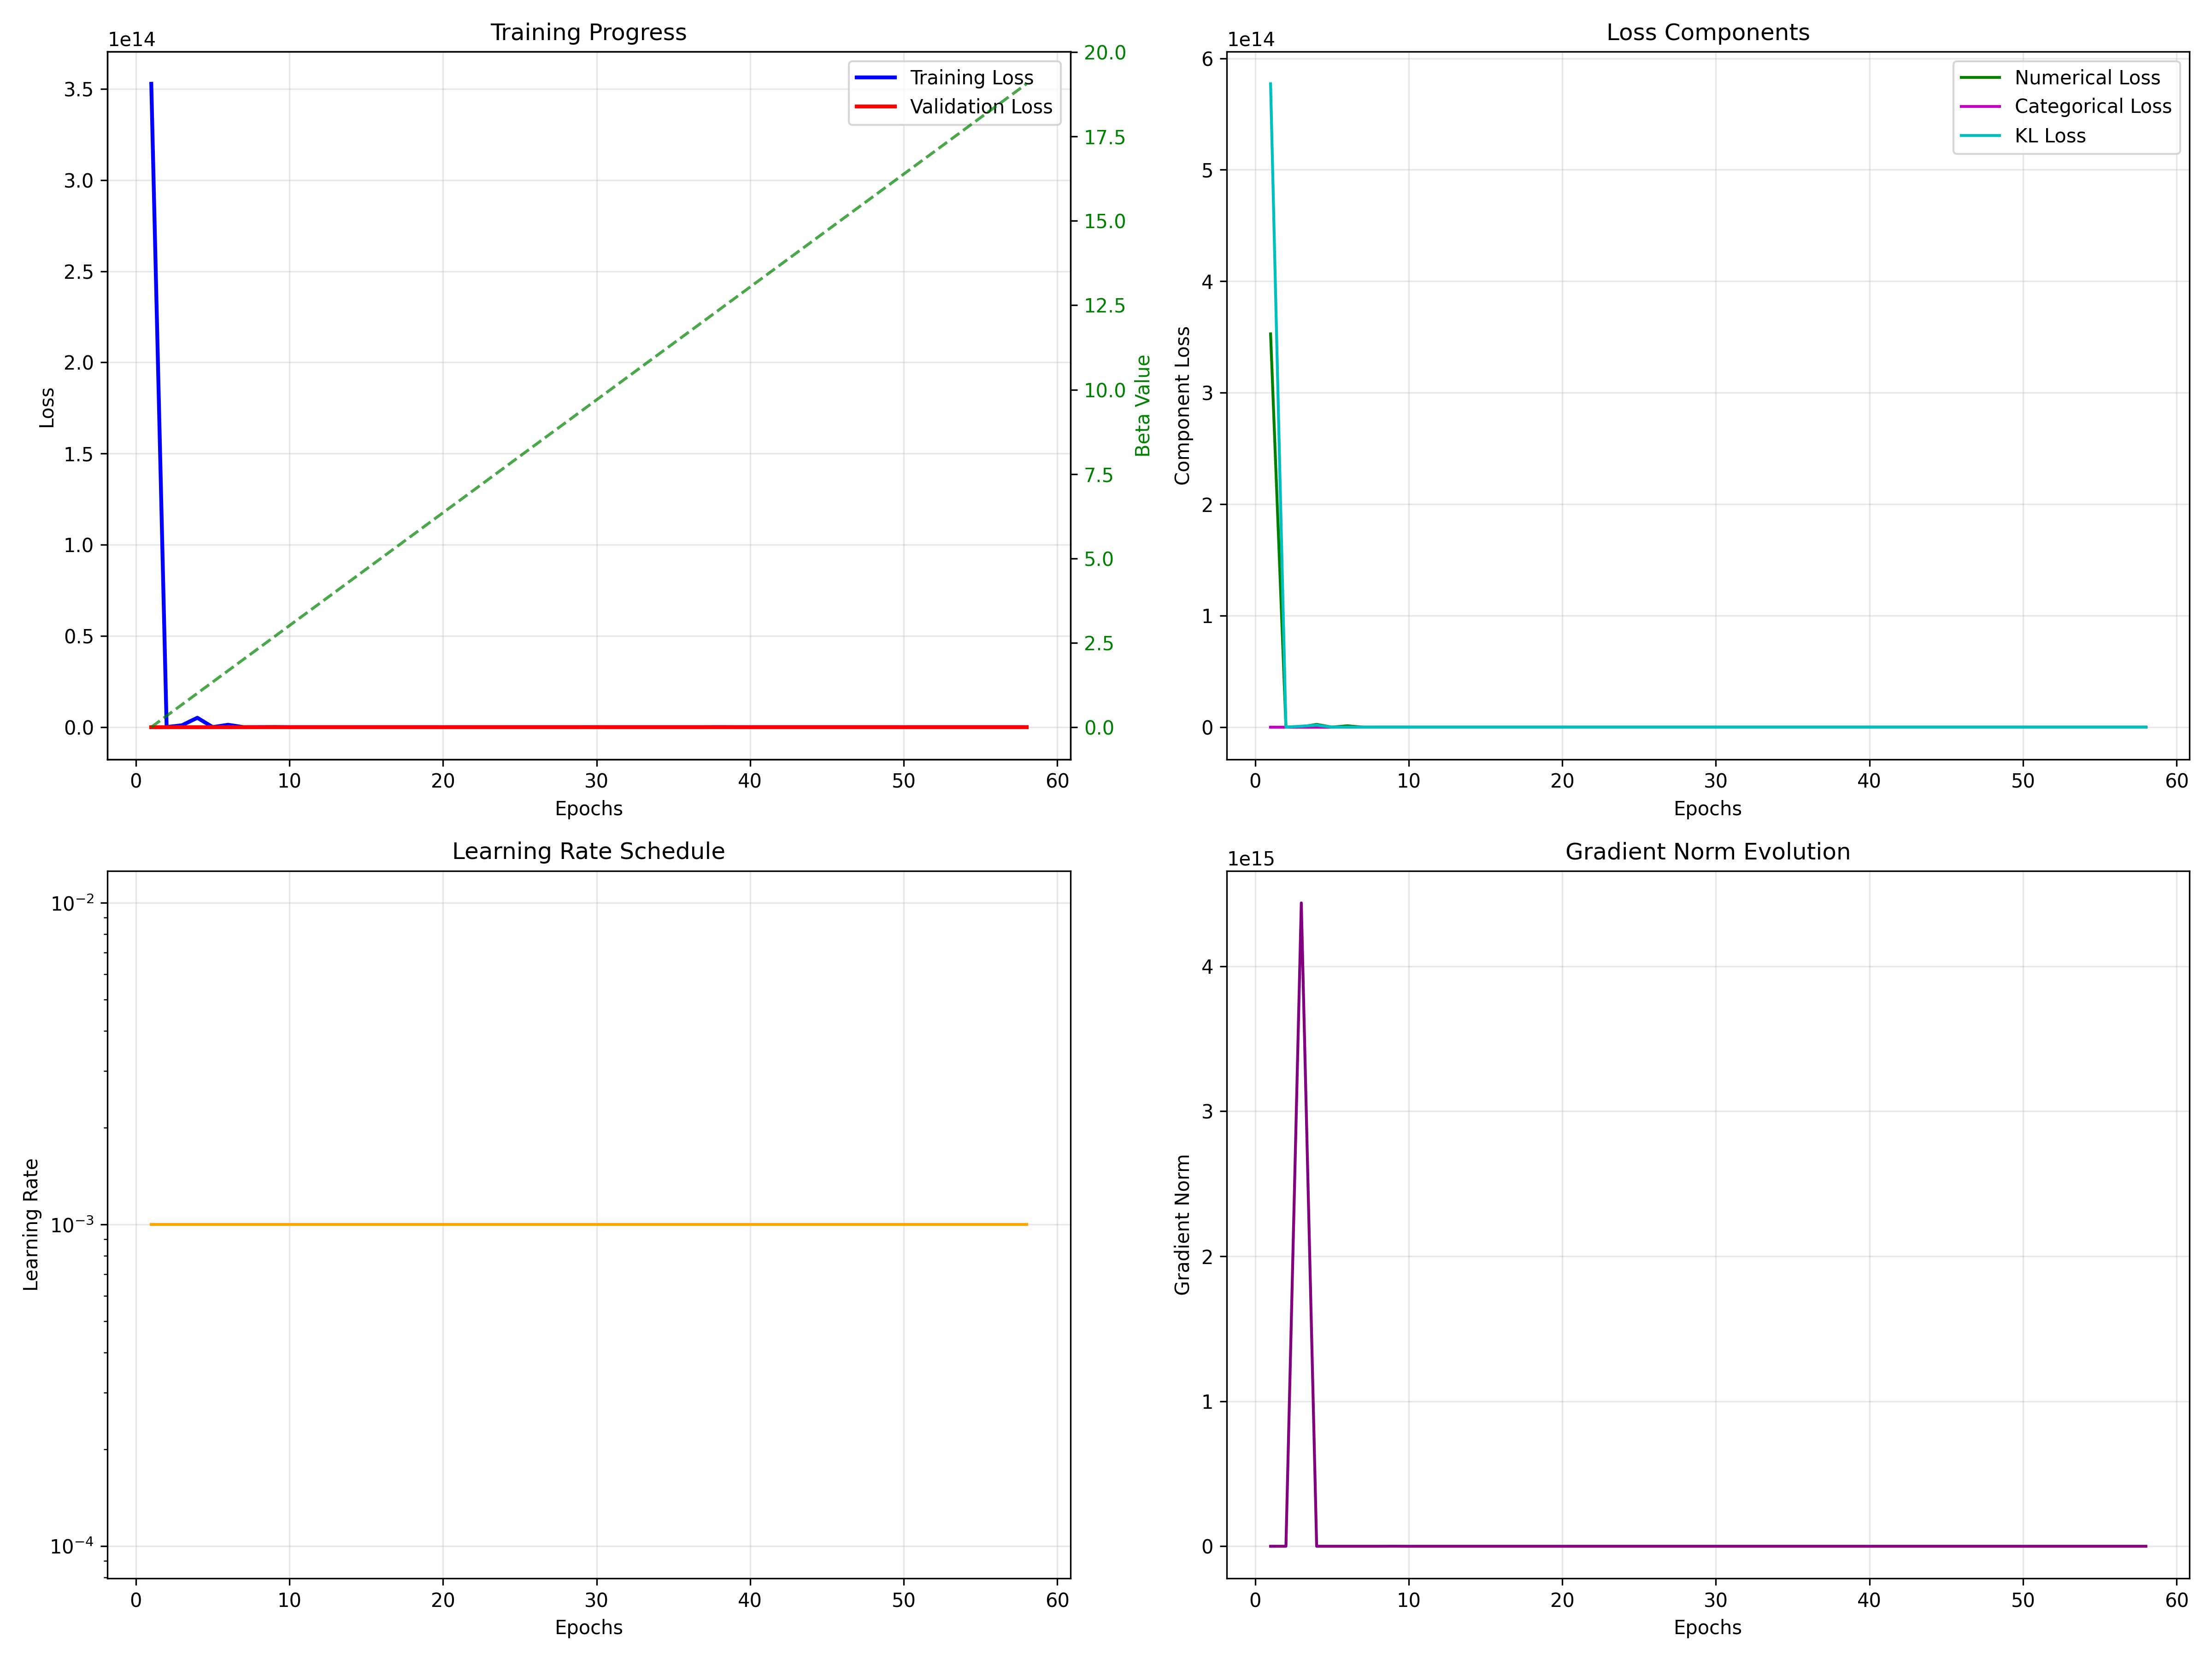 Training Progress
1e14
Training Loss
Validation Loss
3.5
3.0
2.5
2.0
1.5
1.0
0.5
0.0
Loss
20.0
17.5
15.0
12.5
10.0
7.5
5.0
2.5
0.0
Beta Value
0 10 20 30 40 50 60
Epochs
Loss Components
1e14
Numerical Loss
Categorical Loss
KL Loss
6
5
4
3
2
1
0
Component Loss
0 10 20 30 40 50 60
Epochs
Learning Rate Schedule
10⁻²
10⁻³
10⁻⁴
Learning Rate
0 10 20 30 40 50 60
Epochs
Gradient Norm Evolution
1e15
4
3
2
1
0
Gradient Norm
0 10 20 30 40 50 60
Epochs